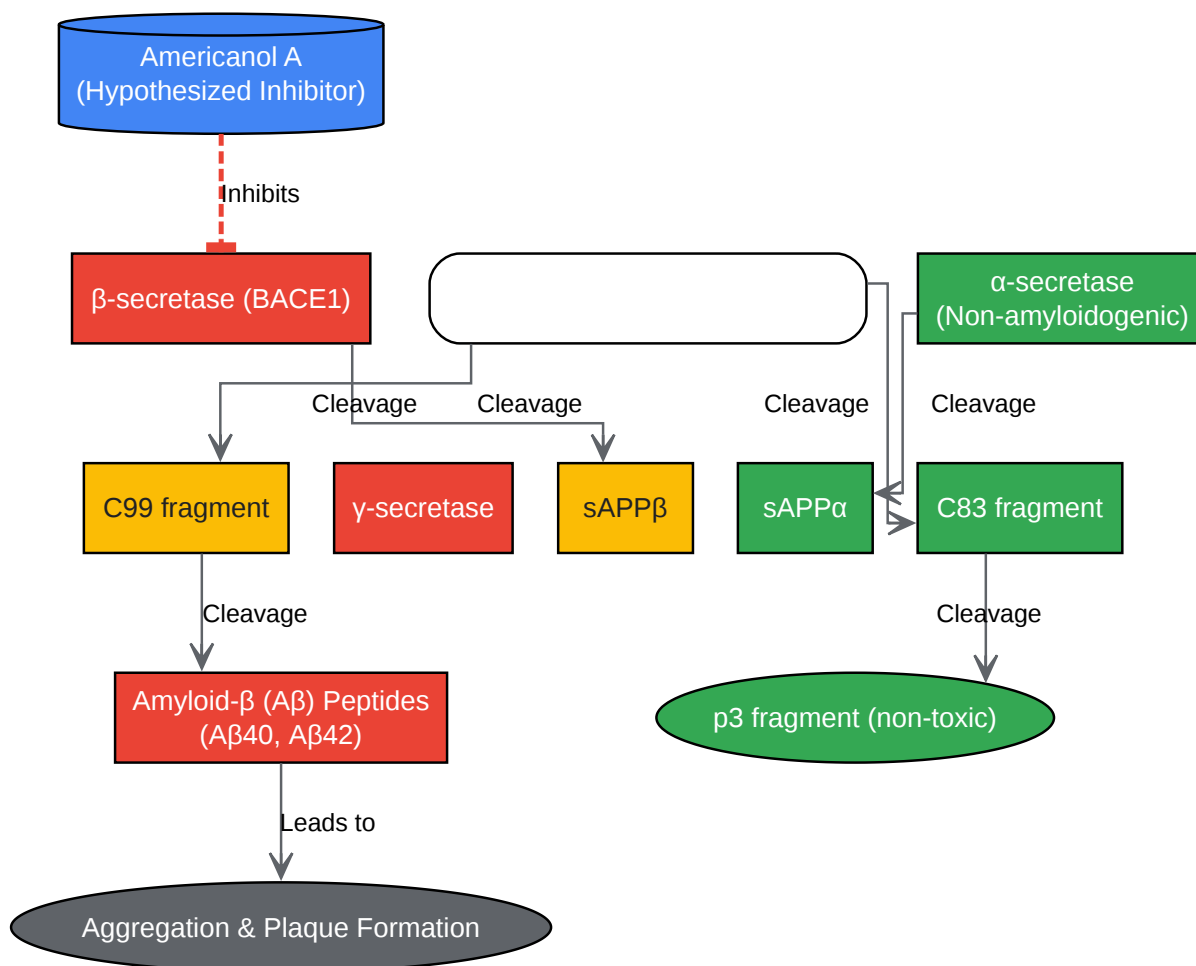 Americanol A
(Hypothesized Inhibitor)
Inhibits
β-secretase (BACE1)
α-secretase
(Non-amyloidogenic)
Cleavage
Cleavage
Cleavage
Cleavage
C99 fragment
γ-secretase
sAPPβ
sAPPα
C83 fragment
Cleavage
Cleavage
Amyloid-β (Aβ) Peptides
(Aβ40, Aβ42)
p3 fragment (non-toxic)
Leads to
Aggregation & Plaque Formation